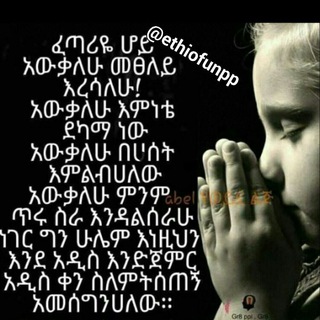 @ethiofunpp
ፈጣሪዬ ሆይ
አውቃለሁ መፀለይ
እረሳለሁ!
አውቃለሁ እምነቴ
ደካማ ነው
አውቃለሁ በሀሰት
እምልብሀለው
አውቃለሁ ምንም
ጥሩ ስራ እንዳልሰራሁ
ነገር ግን ሁሌም እነዚህን
እንደ አዲስ እንድጀምር
አዲስ ቀን ስለምትሰጠኝ
አመሰግንሀለው።
abel